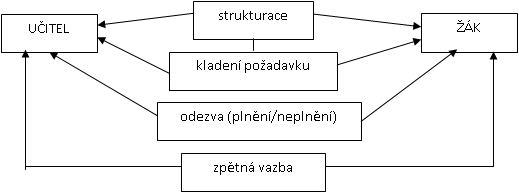 strukturace
UČITEL
ŽÁK
kladení požadavku
odezva (plnění/neplnění)
zpětná vazba